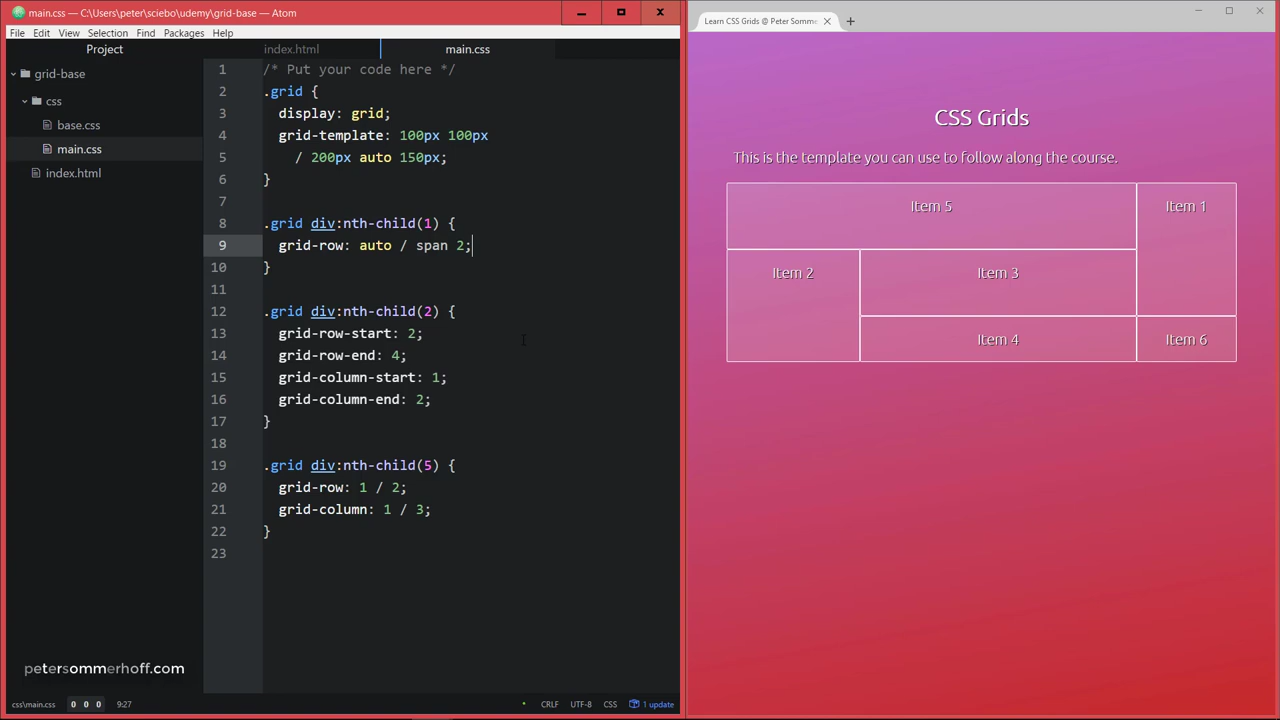 main.css — C:\Users\peter\sciebo\udemy\grid-base — Atom
File Edit View Selection Find Packages Help
Project
grid-base
css
base.css
main.css
index.html
index.html
main.css
1 /* Put your code here */
2 .grid {
3 display: grid;
4 grid-template: 100px 100px
5 / 200px auto 150px;
6 }
7
8 .grid div:nth-child(1) {
9 grid-row: auto / span 2;
10 }
11
12 .grid div:nth-child(2) {
13 grid-row-start: 2;
14 grid-row-end: 4;
15 grid-column-start: 1;
16 grid-column-end: 2;
17 }
18
19 .grid div:nth-child(5) {
20 grid-row: 1 / 2;
21 grid-column: 1 / 3;
22 }
23
petersommerhoff.com
css\main.css 0 0 0 9:27 CRLF UTF-8 CSS 1 update
Learn CSS Grids @ Peter Somme
CSS Grids
This is the template you can use to follow along the course.
Item 5
Item 1
Item 2
Item 3
Item 4
Item 6